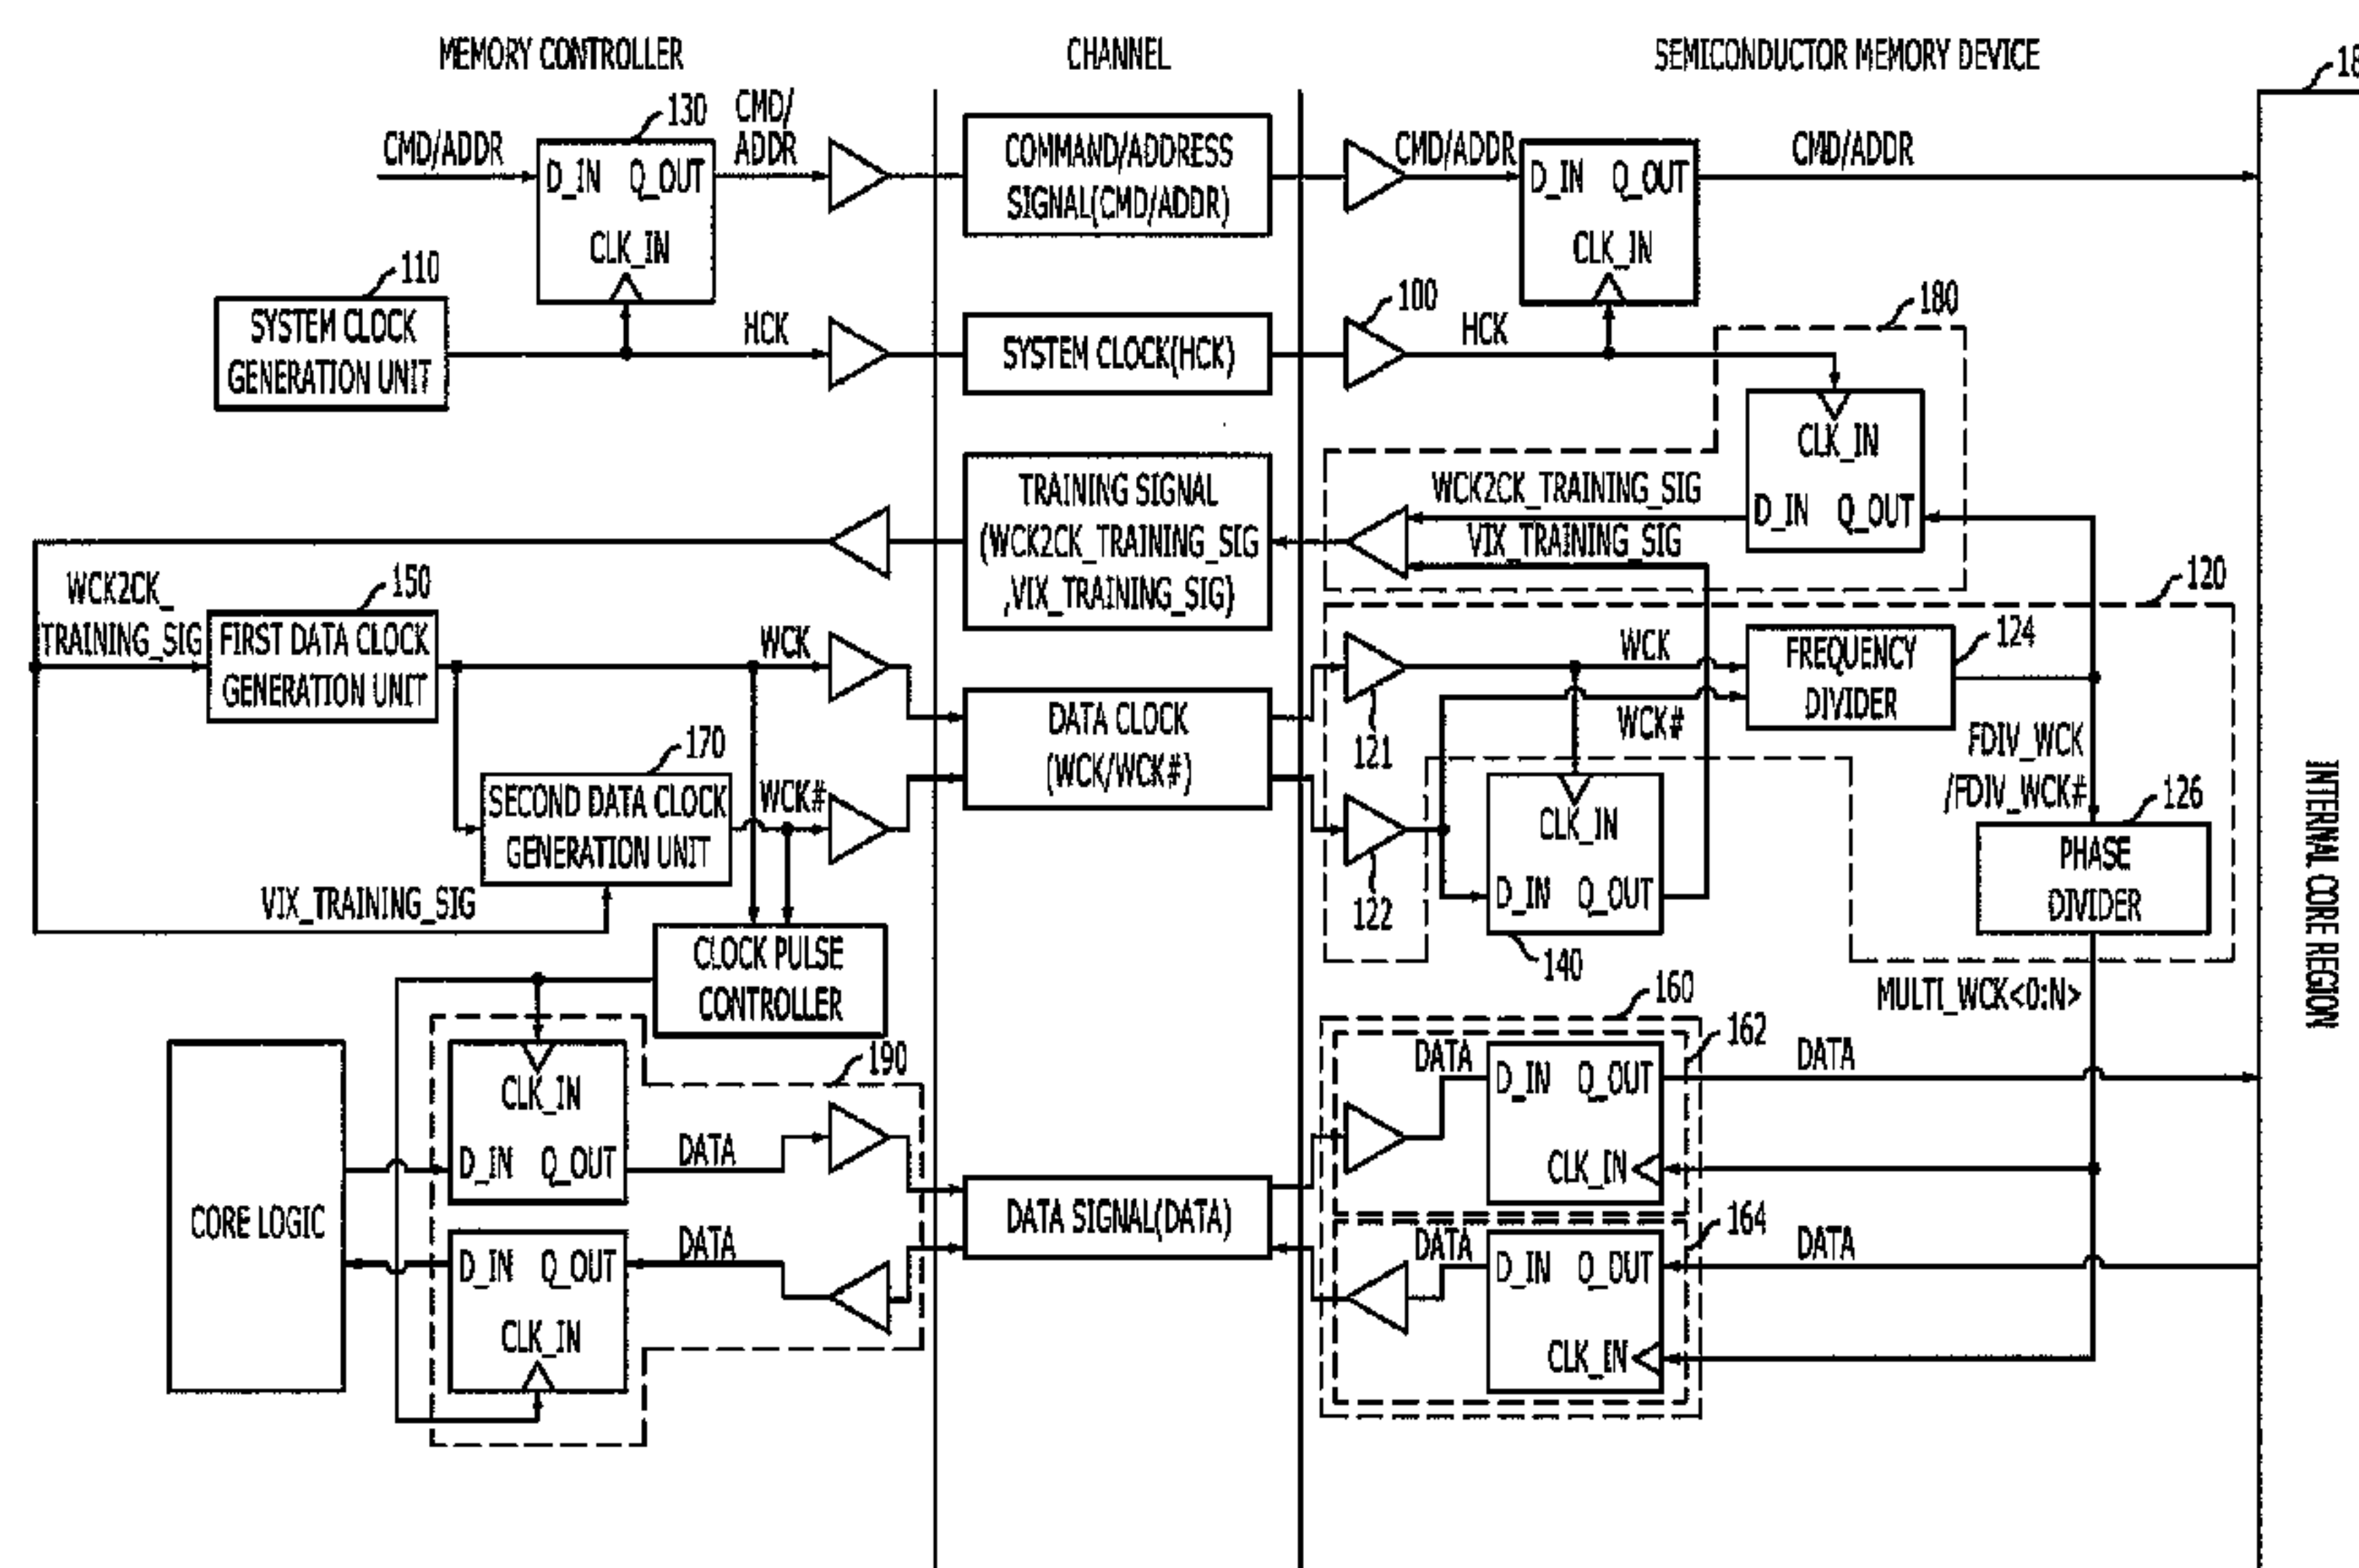 MEMORY CONTROLLER
CHANNEL
SEMICONDUCTOR MEMORY DEVICE
130
CMD/
ADDR
CMD/ADDR
D_IN Q_OUT
CLK_IN
COMMAND/ADDRESS
SIGNAL(CMD/ADDR)
CMD/ADDR
D_IN Q_OUT
CLK_IN
CMD/ADDR
110
SYSTEM CLOCK
GENERATION UNIT
HCK
SYSTEM CLOCK(HCK)
100
HCK
180
CLK_IN
D_IN Q_OUT
TRAINING SIGNAL
(WCK2CK_TRAINING_SIG
,VIX_TRAINING_SIG)
WCK2CK_TRAINING_SIG
VIX_TRAINING_SIG
WCK2CK_
TRAINING_SIG
150
FIRST DATA CLOCK
GENERATION UNIT
WCK
120
WCK
124
FREQUENCY
DIVIDER
WCK#
121
DATA CLOCK
(WCK/WCK#)
170
SECOND DATA CLOCK
GENERATION UNIT
WCK#
VIX_TRAINING_SIG
122
CLK_IN
D_IN Q_OUT
140
FDIV_WCK
/FDIV_WCK#
126
PHASE
DIVIDER
INTERNAL CORE REGION
MULTI_WCK<0:N>
CLOCK PULSE
CONTROLLER
190
CORE LOGIC
CLK_IN
D_IN Q_OUT
DATA
D_IN Q_OUT
CLK_IN
DATA
DATA SIGNAL(DATA)
160
162
DATA
D_IN Q_OUT
CLK_IN
DATA
164
DATA
D_IN Q_OUT
CLK_IN
DATA